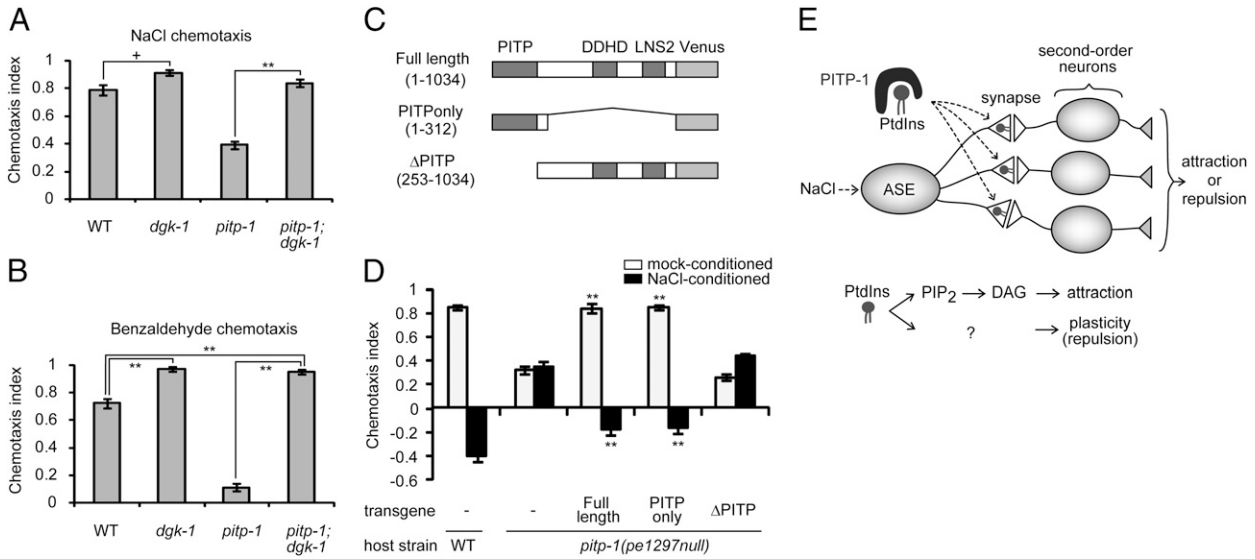 A
NaCl chemotaxis
Chemotaxis index
1
0.8
0.6
0.4
0.2
0
+
**
WT
dgk-1
pitp-1
pitp-1;
dgk-1
B
Benzaldehyde chemotaxis
Chemotaxis index
1
0.8
0.6
0.4
0.2
0
**
**
**
WT
dgk-1
pitp-1
pitp-1;
dgk-1
C
PITP DDHD LNS2 Venus
Full length
(1-1034)
PITPonly
(1-312)
ΔPITP
(253-1034)
D
mock-conditioned
NaCl-conditioned
Chemotaxis index
1
0.8
0.6
0.4
0.2
0
-0.2
-0.4
-0.6
** **
** **
transgene - - Full length PITP only ΔPITP
host strain WT pitp-1(pe1297null)
E
second-order
neurons
PITP-1
synapse
PtdIns
NaCl
ASE
attraction
or
repulsion
PtdIns
PIP2 DAG attraction
? plasticity
(repulsion)